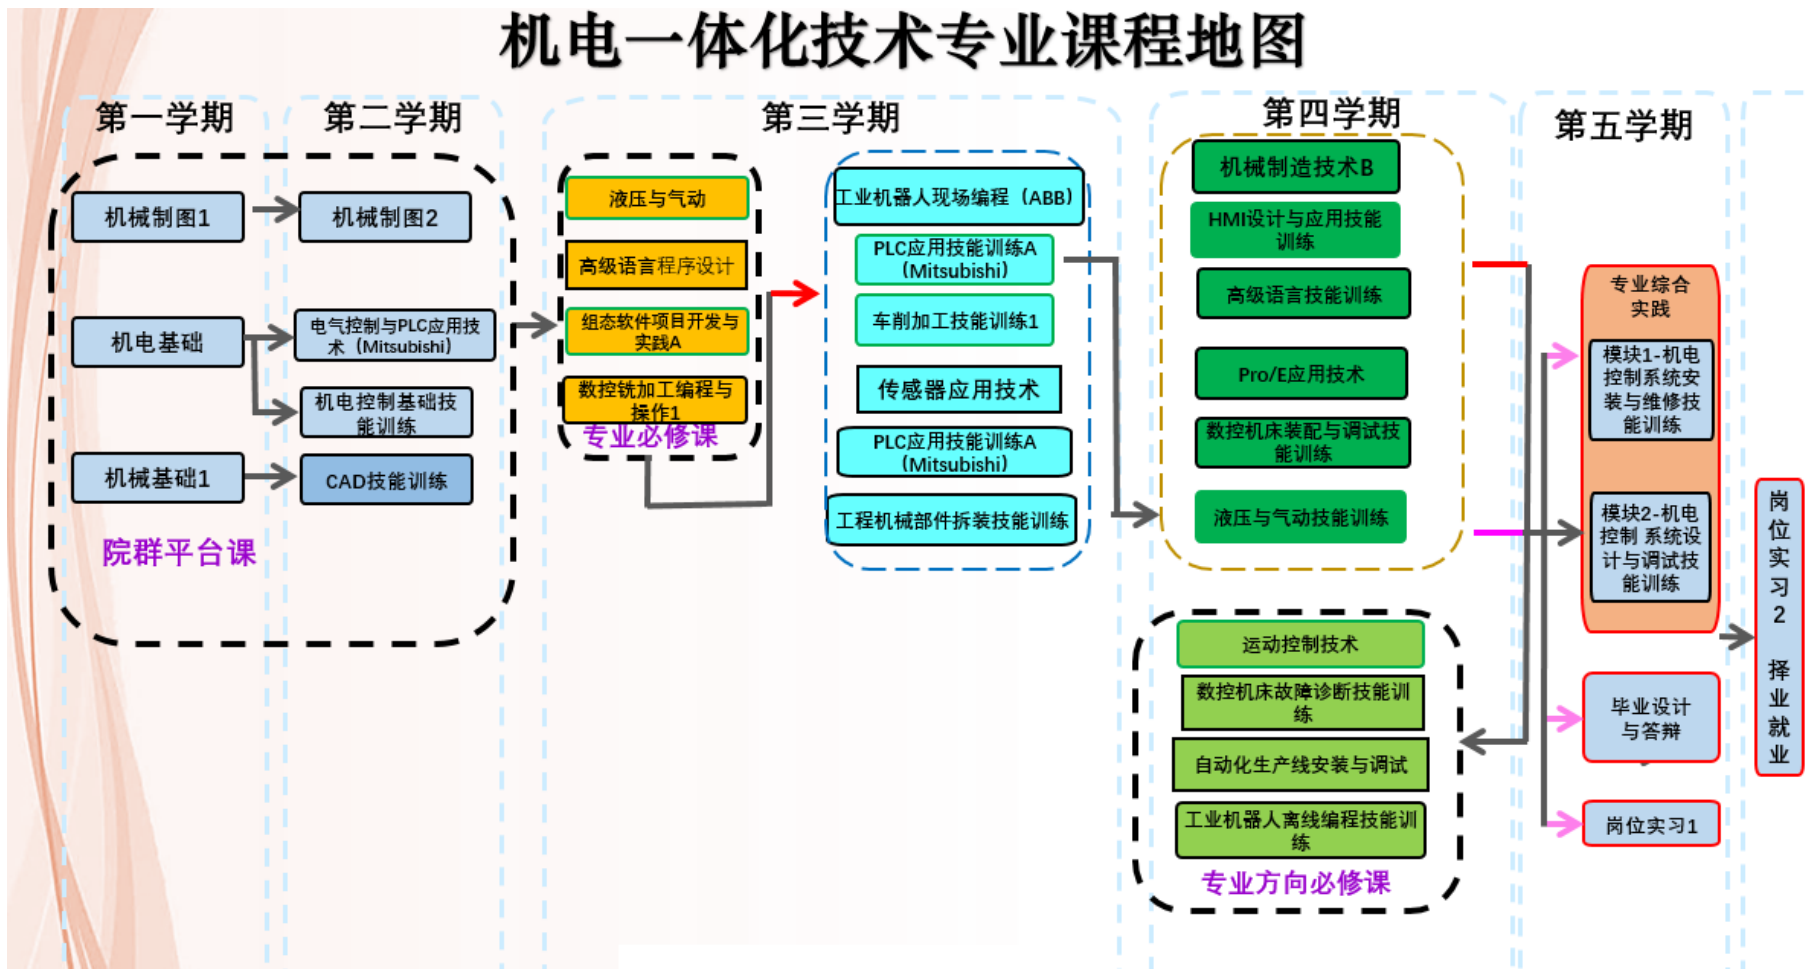 机电一体化技术专业课程地图
第一学期
第二学期
第三学期
第四学期
第五学期
机械制图1
机电基础
机械基础1
院群平台课
机械制图2
电气控制与PLC应用技
术（Mitsubishi）
机电控制基础技
能训练
CAD技能训练
液压与气动
高级语言程序设计
组态软件项目开发与
实践A
数控铣加工编程与
操作1
专业必修课
工业机器人现场编程（ABB）
PLC应用技能训练A
（Mitsubishi）
车削加工技能训练1
传感器应用技术
PLC应用技能训练A
（Mitsubishi）
工程机械部件拆装技能训练
机械制造技术B
HMI设计与应用技能
训练
高级语言技能训练
Pro/E应用技术
数控机床装配与调试技
能训练
液压与气动技能训练
运动控制技术
数控机床故障诊断技能训
练
自动化生产线安装与调试
工业机器人离线编程技能训
练
专业方向必修课
专业综合
实践
模块1-机电
控制系统安
装与维修技
能训练
模块2-机电
控制 系统设
计与调试技
能训练
毕业设计
与答辩
岗位实习1
岗
位
实
习
2
择
业
就
业